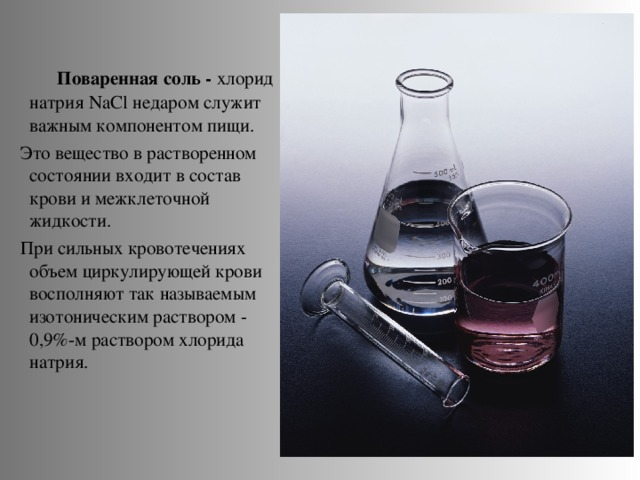 Поваренная соль - хлорид
натрия NaCl недаром служит
важным компонентом пищи.
Это вещество в растворенном
состоянии входит в состав
крови и межклеточной
жидкости.
При сильных кровотечениях
объем циркулирующей крови
восполняют так называемым
изотоническим раствором -
0,9%-м раствором хлорида
натрия.
500 mL
300
200
400